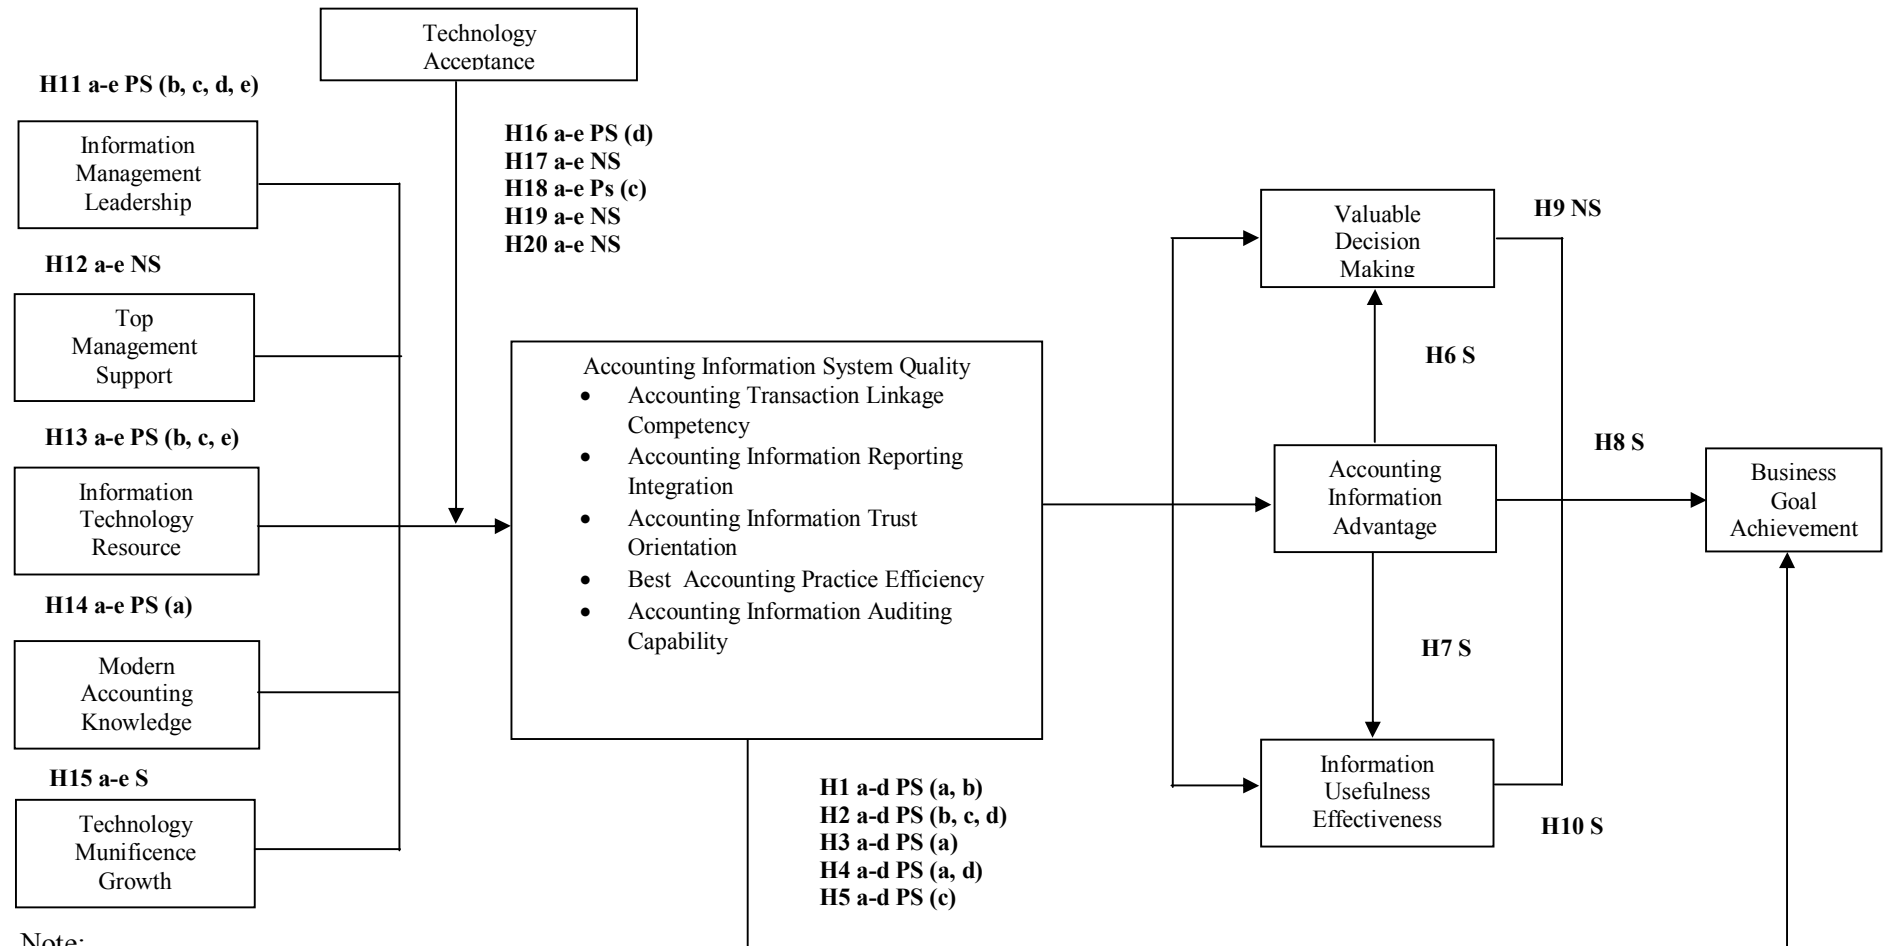 Technology
Acceptance
H11 a-e PS (b, c, d, e)
Information
Management
Leadership
H12 a-e NS
Top
Management
Support
H13 a-e PS (b, c, e)
Information
Technology
Resource
H14 a-e PS (a)
Modern
Accounting
Knowledge
H15 a-e S
Technology
Munificence
Growth
H16 a-e PS (d)
H17 a-e NS
H18 a-e Ps (c)
H19 a-e NS
H20 a-e NS
Accounting Information System Quality
• Accounting Transaction Linkage
Competency
• Accounting Information Reporting
Integration
• Accounting Information Trust
Orientation
• Best Accounting Practice Efficiency
• Accounting Information Auditing
Capability
H1 a-d PS (a, b)
H2 a-d PS (b, c, d)
H3 a-d PS (a)
H4 a-d PS (a, d)
H5 a-d PS (c)
Valuable
Decision
Making
H9 NS
H6 S
Accounting
Information
Advantage
H8 S
Business
Goal
Achievement
H7 S
Information
Usefulness
Effectiveness
H10 S
Note: